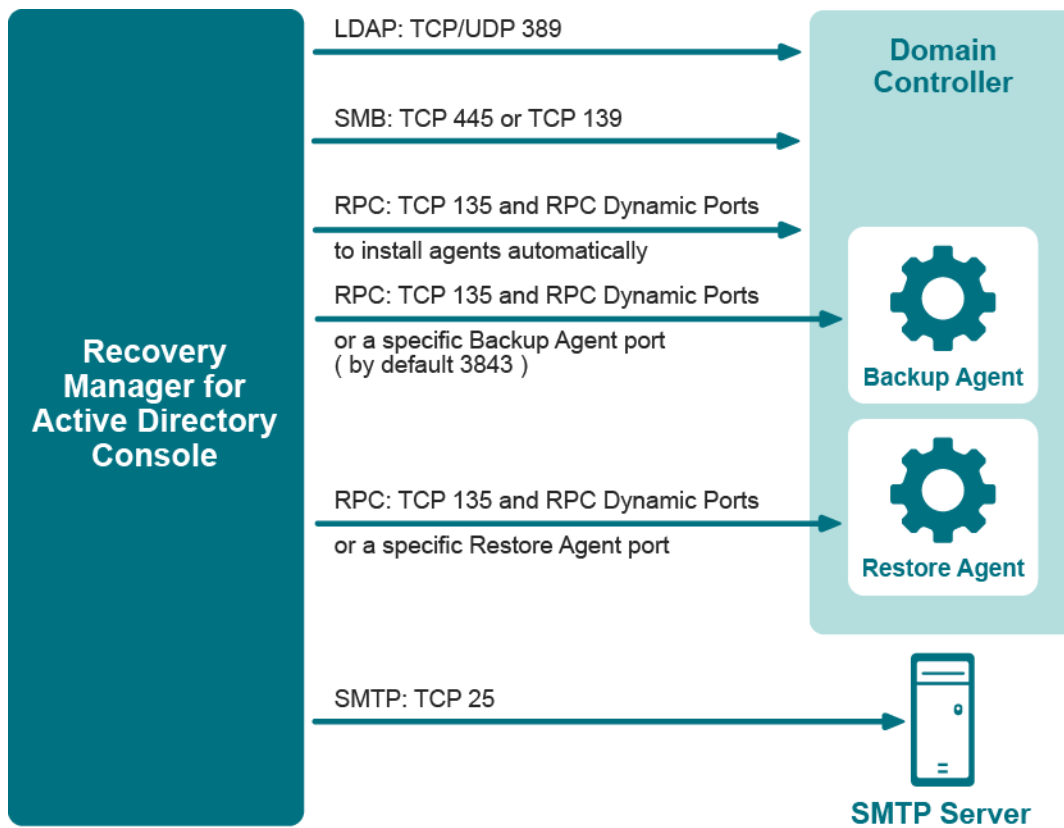 Recovery
Manager for
Active Directory
Console
LDAP: TCP/UDP 389
SMB: TCP 445 or TCP 139
RPC: TCP 135 and RPC Dynamic Ports
to install agents automatically
RPC: TCP 135 and RPC Dynamic Ports
or a specific Backup Agent port
( by default 3843 )
RPC: TCP 135 and RPC Dynamic Ports
or a specific Restore Agent port
SMTP: TCP 25
Domain
Controller
Backup Agent
Restore Agent
SMTP Server